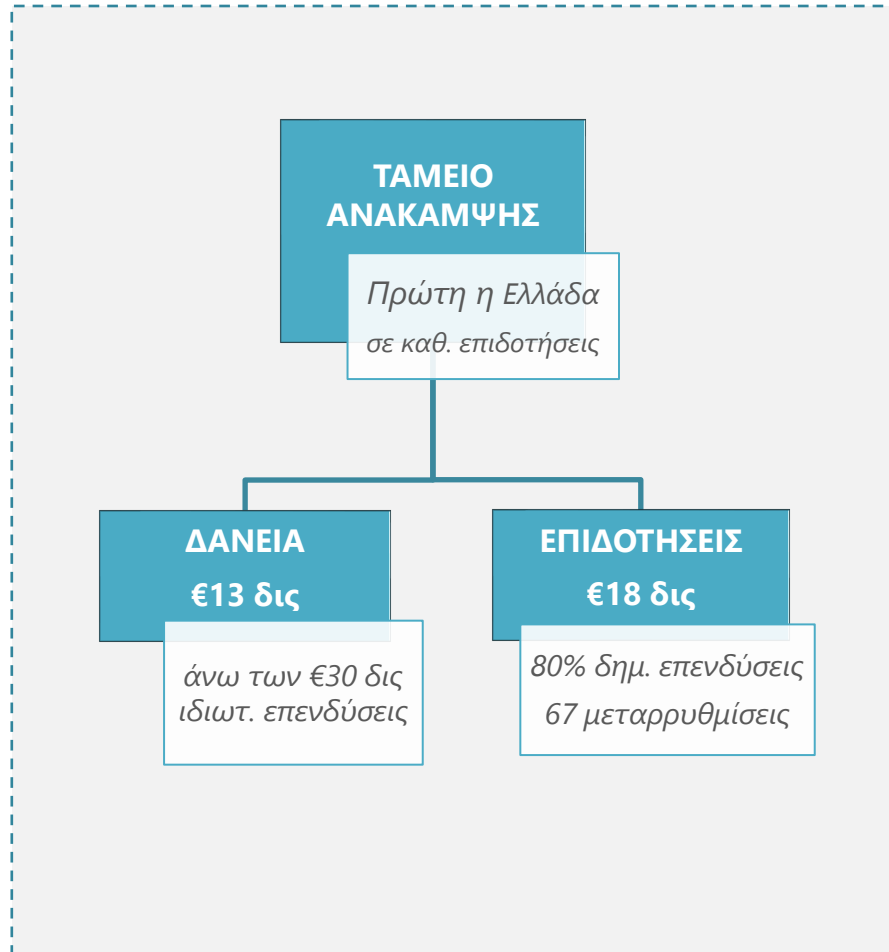 ΤΑΜΕΙΟ
ΑΝΑΚΑΜΨΗΣ
Πρώτη η Ελλάδα
σε καθ. επιδοτήσεις
ΔΑΝΕΙΑ
€13 δις
άνω των €30 δις
ιδιωτ. επενδύσεις
ΕΠΙΔΟΤΗΣΕΙΣ
€18 δις
80% δημ. επενδύσεις
67 μεταρρυθμίσεις